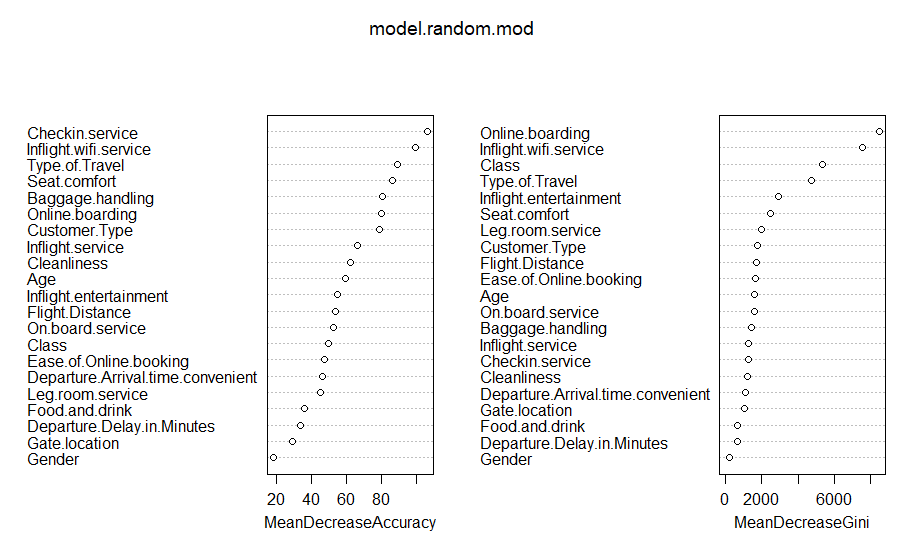 model.random.mod
Checkin.service
Inflight.wifi.service
Type.of.Travel
Seat.comfort
Baggage.handling
Online.boarding
Customer.Type
Inflight.service
Cleanliness
Age
Inflight.entertainment
Flight.Distance
On.board.service
Class
Ease.of.Online.booking
Departure.Arrival.time.convenient
Leg.room.service
Food.and.drink
Departure.Delay.in.Minutes
Gate.location
Gender
20 40 60 80
MeanDecreaseAccuracy
Online.boarding
Inflight.wifi.service
Class
Type.of.Travel
Inflight.entertainment
Seat.comfort
Leg.room.service
Customer.Type
Flight.Distance
Ease.of.Online.booking
Age
On.board.service
Baggage.handling
Inflight.service
Checkin.service
Cleanliness
Departure.Arrival.time.convenient
Gate.location
Food.and.drink
Departure.Delay.in.Minutes
Gender
0 2000 6000
MeanDecreaseGini